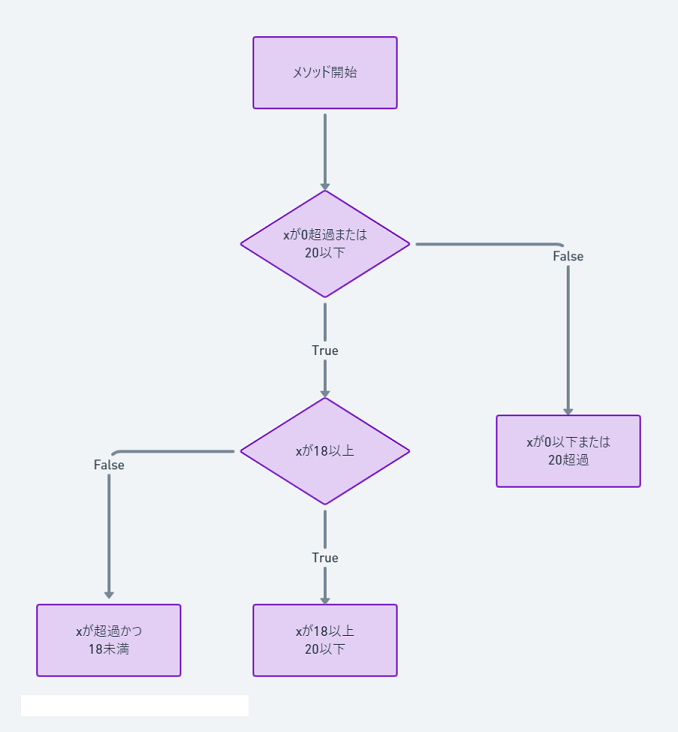 メソッド開始
xが0超過または
20以下
False
True
xが18以上
xが0以下または
20超過
False
True
xが超過かつ
18未満
xが18以上
20以下